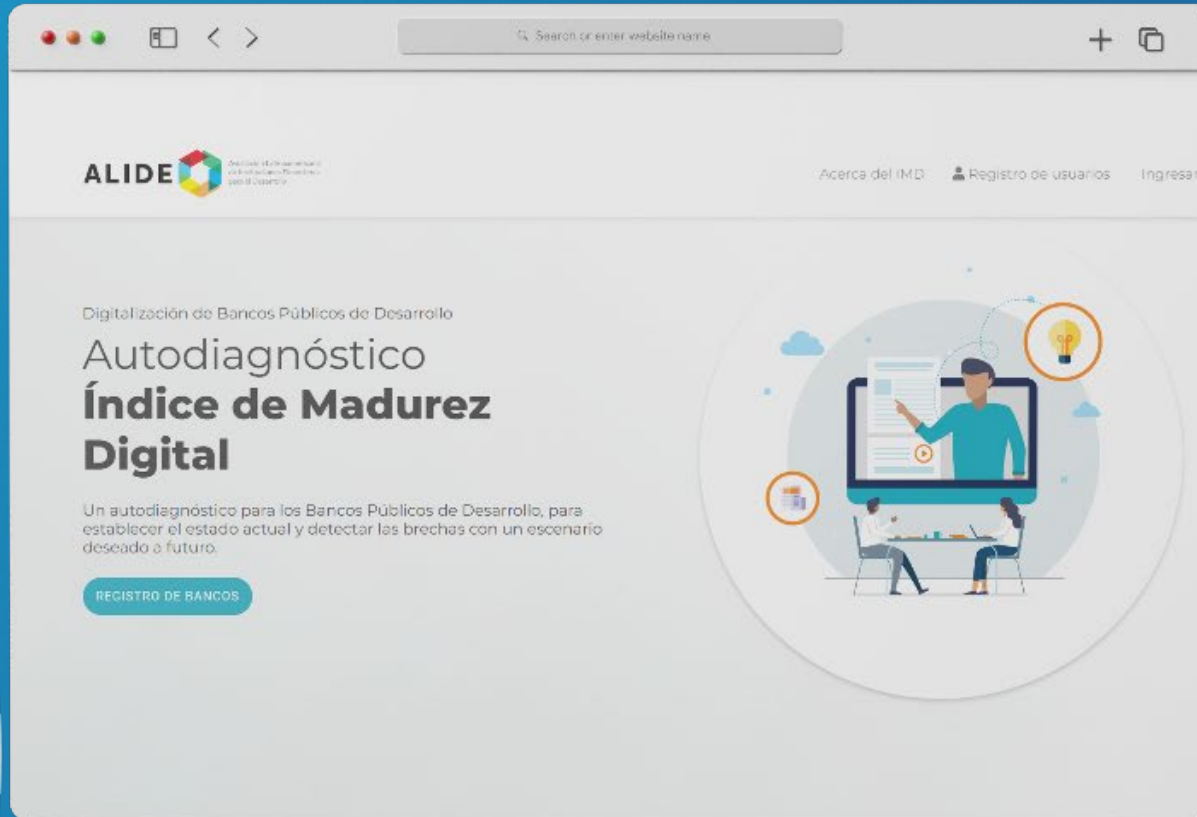 Search or enter website name
ALIDE
Acerca del IMD
Registro de usuarios
Ingresar
Digitalización de Bancos Públicos de Desarrollo
Autodiagnóstico
Índice de Madurez
Digital
Un autodiagnóstico para los Bancos Públicos de Desarrollo, para
establecer el estado actual y detectar las brechas con un escenario
deseado a futuro.
REGISTRO DE BANCOS